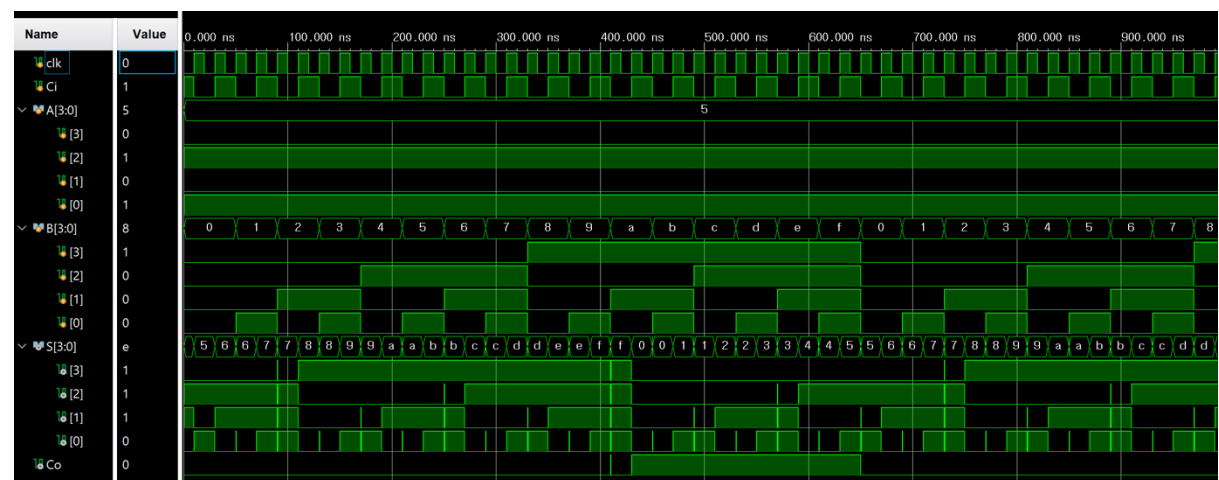 Name Value 0.000 ns 100.000 ns 200.000 ns 300.000 ns 400.000 ns 500.000 ns 600.000 ns 700.000 ns 800.000 ns 900.000 ns
clk 0
Ci 1
A[3:0] 5 5
[3] 0
[2] 1
[1] 0
[0] 1
B[3:0] 8 0 1 2 3 4 5 6 7 8 9 a b c d e f 0 1 2 3 4 5 6 7 8
[3] 1
[2] 0
[1] 0
[0] 0
S[3:0] e 5 6 6 7 7 8 8 9 9 a a b b c c d d e e f f 0 0 1 1 2 2 3 3 4 4 5 5 6 6 7 7 8 8 9 9 a a b b c c d d
[3] 1
[2] 1
[1] 1
[0] 0
Co 0